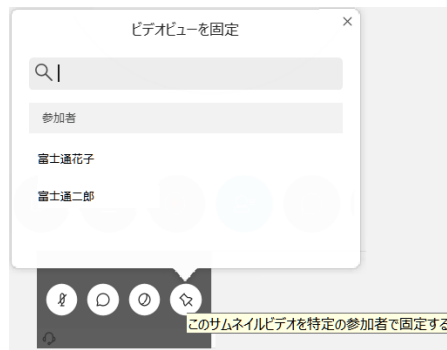 ビデオビューを固定
参加者
富士通花子
富士通二郎
このサムネイルビデオを特定の参加者で固定する